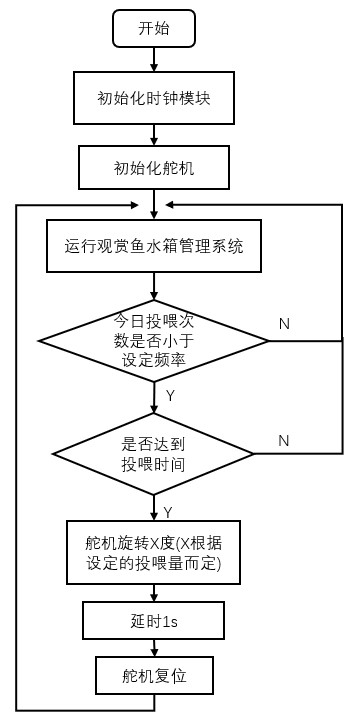 开始
初始化时钟模块
初始化舵机
运行观赏鱼水箱管理系统
今日投喂次
数是否小于
设定频率
N
Y
是否达到
投喂时间
N
Y
舵机旋转X度(X根据
设定的投喂量而定)
延时1s
舵机复位